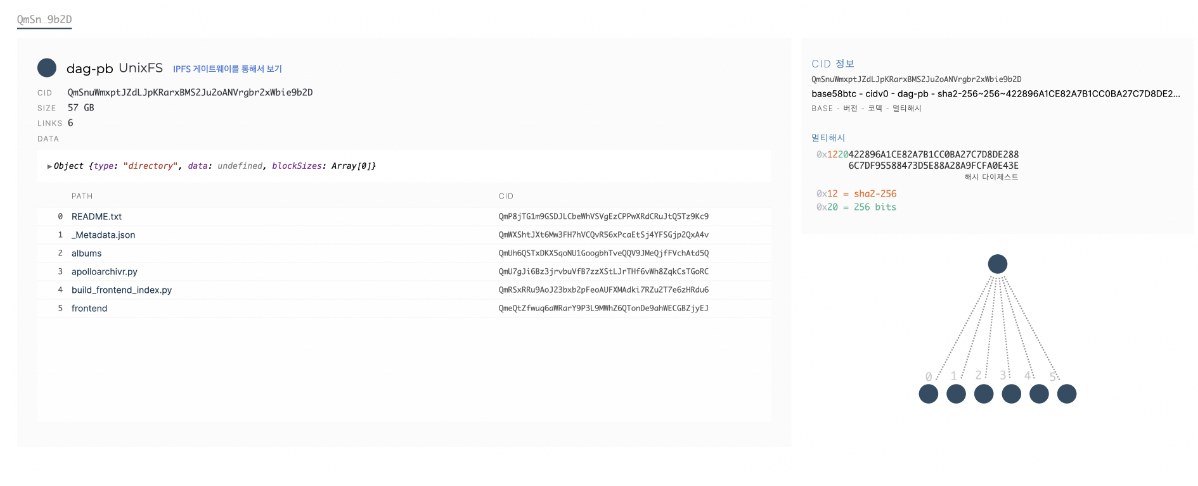 QmSn 9b2D
dag-pb UnixFS IPFS 게이트웨이를 통해서 보기
CID QmSnuWmxptJZdLJpKRarxBMS2Ju2oANVrgbr2xWbie9b2D
SIZE 57 GB
LINKS 6
DATA
▶Object {type: "directory", data: undefined, blockSizes: Array[0]}
PATH CID
0 README.txt QmP8jTG1m9GSDJLCbeWhVSVgEzCPPwXRdCRuJtQ5Tz9Kc9
1 _Metadata.json QmWXShtJXt6Mw3FH7hVCQvR56xPcaEtSj4YFSGjp2QxA4v
2 albums QmUh6QSTxDKX5qoNU1GoogbhTveQQV9JMeQjfFVchAtd5Q
3 apolloarchivr.py QmU7gJi6Bz3jrvbuVfB7zzXStLJrTHf6vWh8ZqkCsTGoRC
4 build_frontend_index.py QmRSxRRu9AoJ23bxb2pFeoAUFXMAdki7RZu2T7e6zHRdu6
5 frontend QmeQtZfwuq6aWRarY9P3L9MWhZ6QTonDe9ahWECGBZjyEJ
CID 정보
QmSnuWmxptJZdLJpKRarxBMS2Ju2oANVrgbr2xWbie9b2D
base58btc - cidv0 - dag-pb - sha2-256~256~422896A1CE82A7B1CC0BA27C7D8DE2...
BASE - 버전 - 코덱 - 멀티해시
멀티해시
0x1220422896A1CE82A7B1CC0BA27C7D8DE288
6C7DF95588473D5E88A28A9FCFA0E43E
해시 다이제스트
0x12 = sha2-256
0x20 = 256 bits
0 1 2 3 4 5